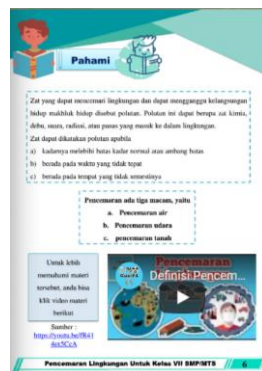 Pahami
Zat yang dapat mencemari lingkungan dan dapat mengganggu kelangsungan
hidup makhluk hidup disebut polutan. Polutan ini dapat berupa zat kimia,
debu, suara, radiasi, atau panas yang masuk ke dalam lingkungan.
Zat dapat dikatakan polutan apabila
a) kadarnya melebihi batas kadar normal atau ambang batas
b) berada pada waktu yang tidak tepat
c) berada pada tempat yang tidak semestinya
Pencemaran ada tiga macam, yaitu
a. Pencemaran air
b. Pencemaran udara
c. pencemaran tanah
Untuk lebih
memahami materi
tersebut, anda bisa
klik video materi
berikut
Sumber :
Pencemaran
Definisi Pencem...
Pencemaran Lingkungan Untuk Kelas VII SMP/MTS
6